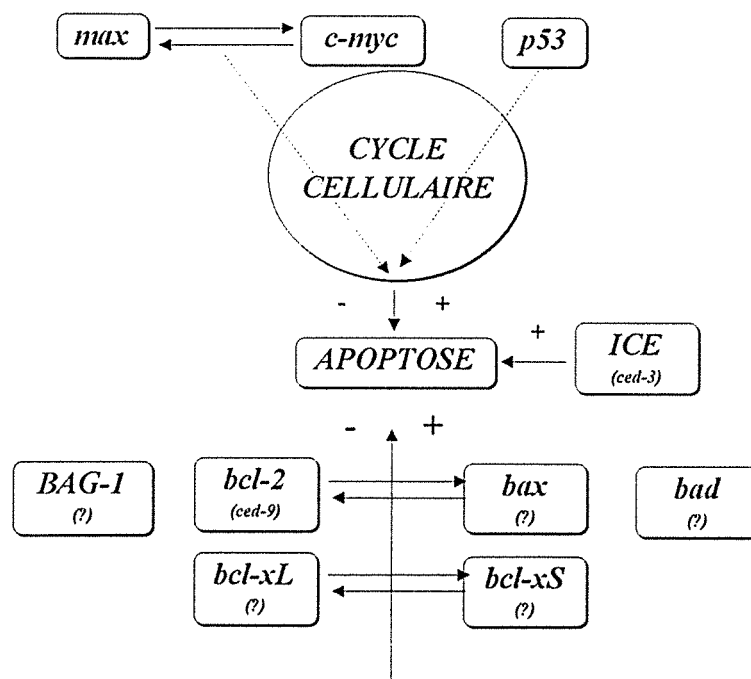 max
c-myc
p53
CYCLE
CELLULAIRE
- +
APOPTOSE
+
ICE
(ced-3)
- +
BAG-1
(?)
bcl-2
(ced-9)
bax
(?)
bad
(?)
bcl-xL
(?)
bcl-xS
(?)